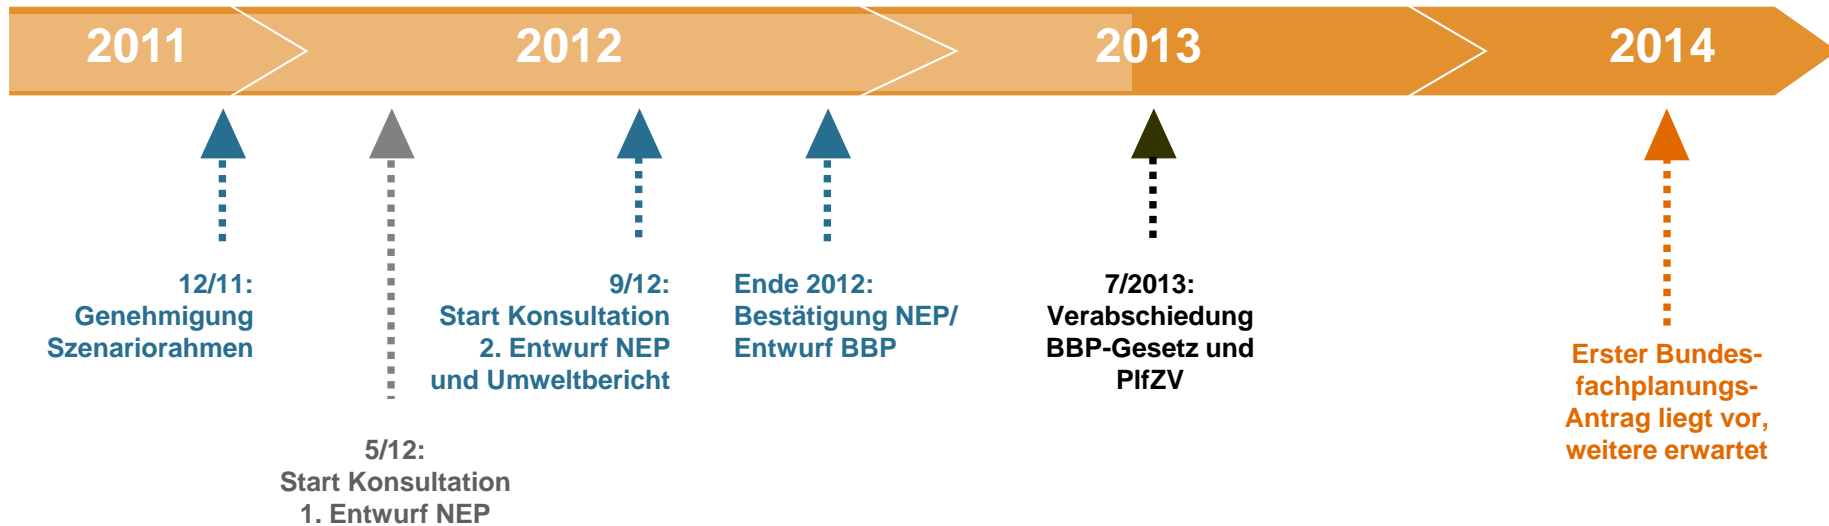 2011
2012
2013
2014
12/11:
Genehmigung
Szenariorahmen
5/12:
Start Konsultation
1. Entwurf NEP
9/12:
Start Konsultation
2. Entwurf NEP
und Umweltbericht
Ende 2012:
Bestätigung NEP/
Entwurf BBP
7/2013:
Verabschiedung
BBP-Gesetz und
PlfZV
Erster Bundes-
fachplanungs-
Antrag liegt vor,
weitere erwartet